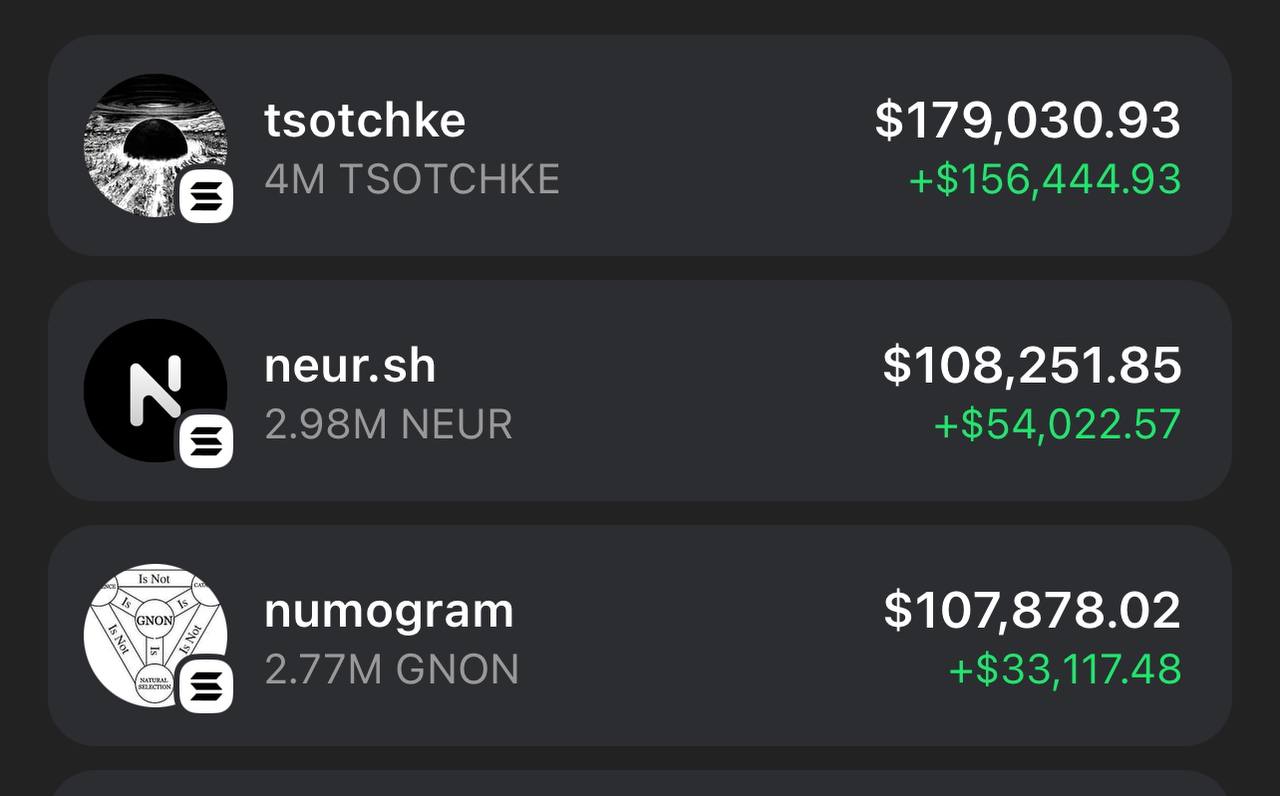 tsotchke
$179,030.93
4M TSOTCHKE
+$156,444.93
neur.sh
$108,251.85
2.98M NEUR
+$54,022.57
Is Not
Is
Is
GNON
Is Not
Is
Is Not
NATURAL
SELECTION
numogram
$107,878.02
2.77M GNON
+$33,117.48